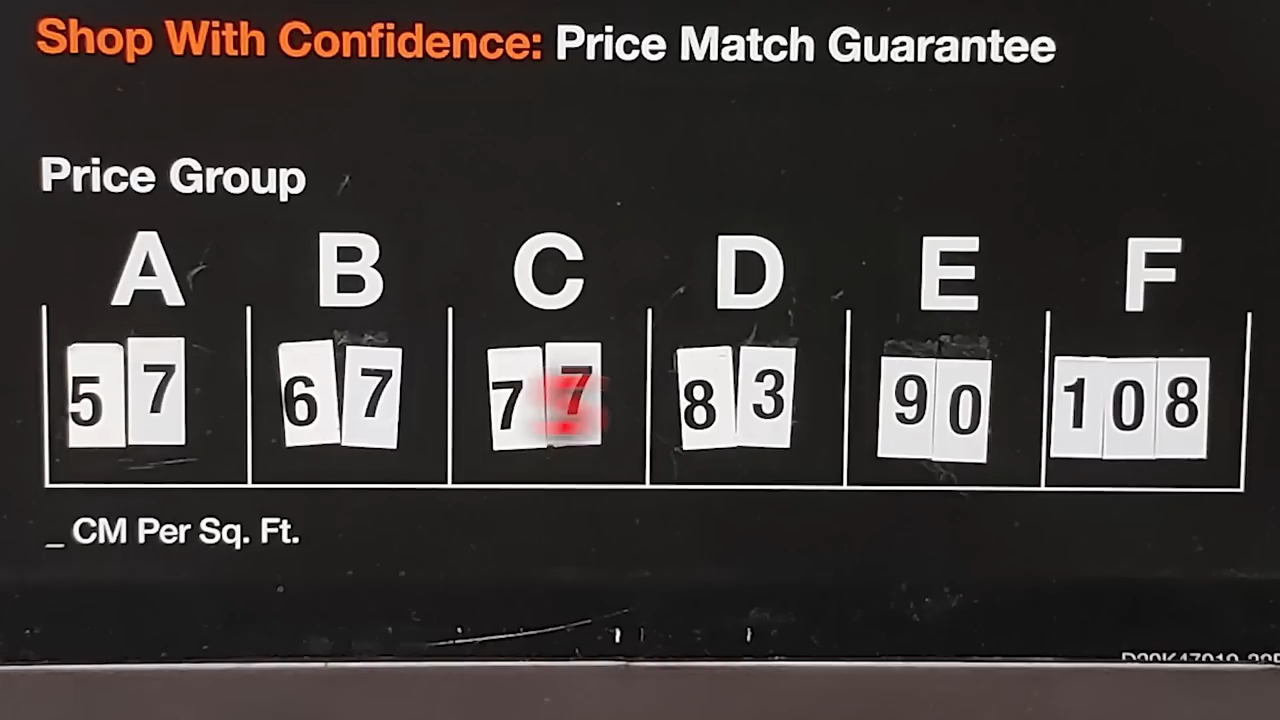 Shop With Confidence: Price Match Guarantee
Price Group
A B C D E F
57 67 77 83 90 108
_ CM Per Sq. Ft.